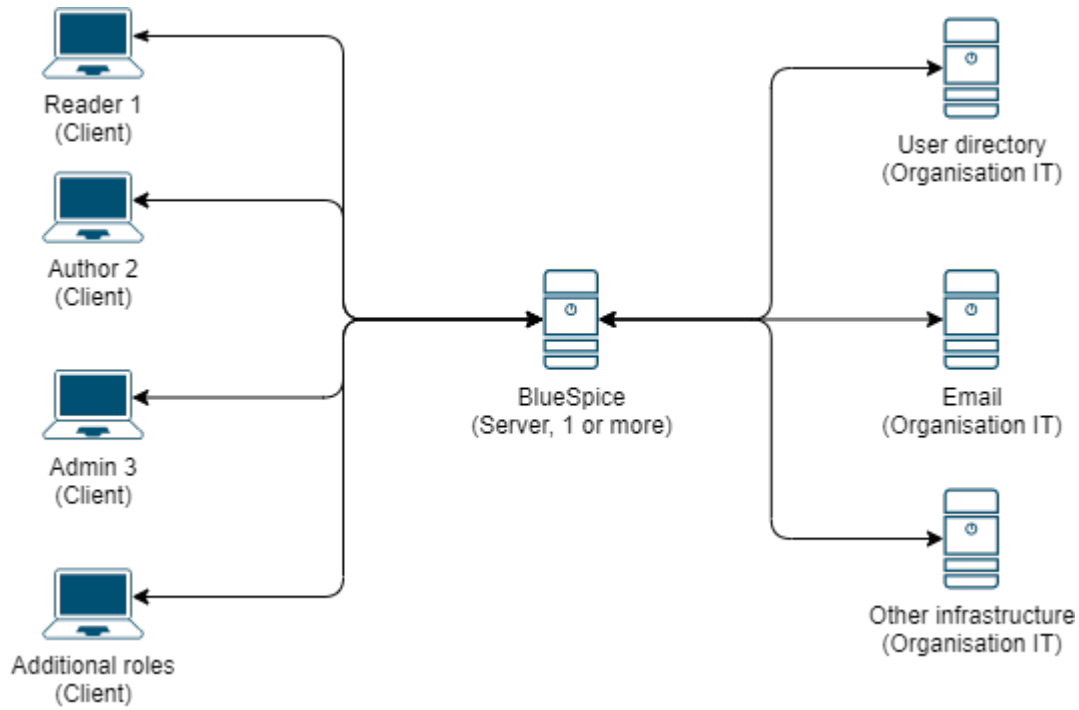 Reader 1
(Client)
Author 2
(Client)
Admin 3
(Client)
Additional roles
(Client)
BlueSpice
(Server, 1 or more)
User directory
(Organisation IT)
Email
(Organisation IT)
Other infrastructure
(Organisation IT)